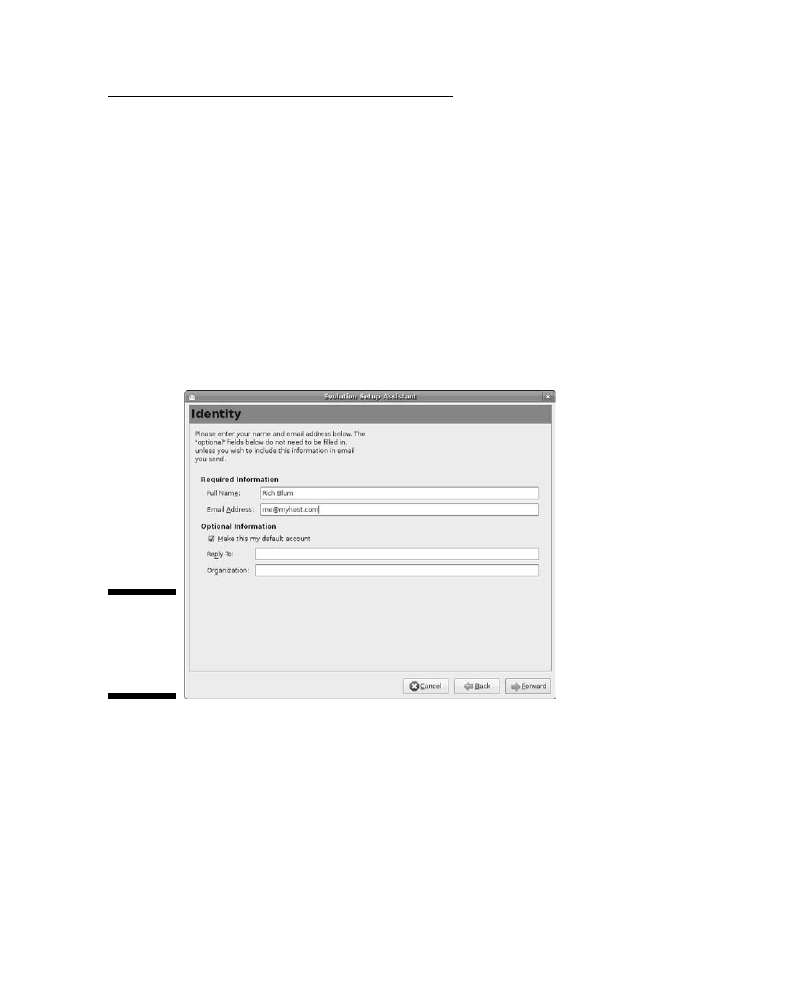 Evolution Setup Assistant
Identity
Please enter your name and email address below. The
"optional" fields below do not need to be filled in,
unless you wish to include this information in email
you send.
Required Information
Full Name: Rich Blum
Email Address: me@myhost.com
Optional Information
Make this my default account
Reply-To:
Organization:
Cancel Back Forward